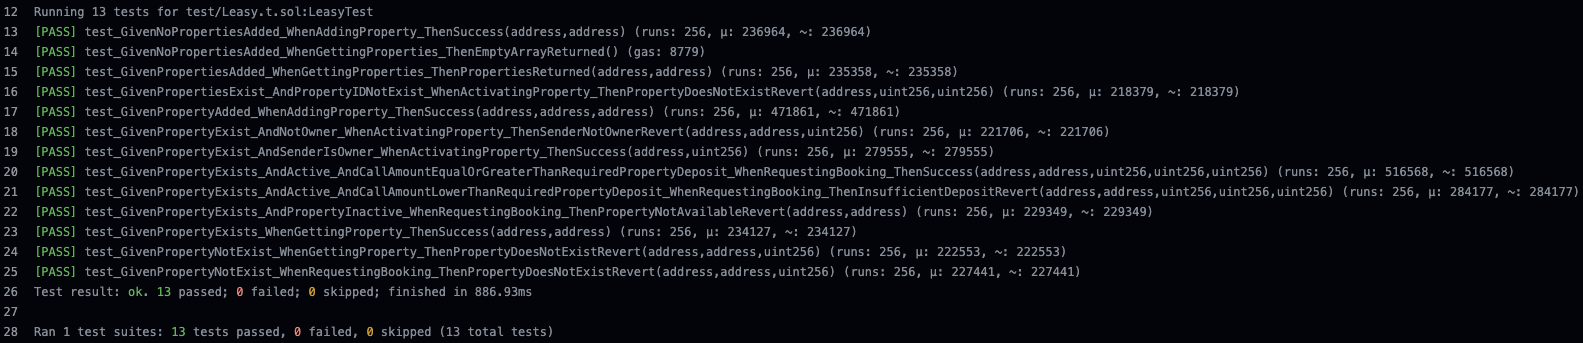 12 Running 13 tests for test/Leasy.t.sol:LeasyTest
13 [PASS] test_GivenNoPropertiesAdded_WhenAddingProperty_ThenSuccess(address,address) (runs: 256, μ: 236964, ~: 236964)
14 [PASS] test_GivenNoPropertiesAdded_WhenGettingProperties_ThenEmptyArrayReturned() (gas: 8779)
15 [PASS] test_GivenPropertiesAdded_WhenGettingProperties_ThenPropertiesReturned(address,address) (runs: 256, μ: 235358, ~: 235358)
16 [PASS] test_GivenPropertiesExist_AndPropertyIDNotExist_WhenActivatingProperty_ThenPropertyDoesNotExistRevert(address,uint256,uint256) (runs: 256, μ: 218379, ~: 218379)
17 [PASS] test_GivenPropertyAdded_WhenAddingProperty_ThenSuccess(address,address,address) (runs: 256, μ: 471861, ~: 471861)
18 [PASS] test_GivenPropertyExist_AndNotOwner_WhenActivatingProperty_ThenSenderNotOwnerRevert(address,address,uint256) (runs: 256, μ: 221706, ~: 221706)
19 [PASS] test_GivenPropertyExist_AndSenderIsOwner_WhenActivatingProperty_ThenSuccess(address,uint256) (runs: 256, μ: 279555, ~: 279555)
20 [PASS] test_GivenPropertyExists_AndActive_AndCallAmountEqualOrGreaterThanRequiredPropertyDeposit_WhenRequestingBooking_ThenSuccess(address,address,uint256,uint256,uint256) (runs: 256, μ: 516568, ~: 516568)
21 [PASS] test_GivenPropertyExists_AndActive_AndCallAmountLowerThanRequiredPropertyDeposit_WhenRequestingBooking_ThenInsufficientDepositRevert(address,address,uint256,uint256,uint256) (runs: 256, μ: 284177, ~: 284177)
22 [PASS] test_GivenPropertyExists_AndPropertyInactive_WhenRequestingBooking_ThenPropertyNotAvailableRevert(address,address) (runs: 256, μ: 229349, ~: 229349)
23 [PASS] test_GivenPropertyExists_WhenGettingProperty_ThenSuccess(address,address) (runs: 256, μ: 234127, ~: 234127)
24 [PASS] test_GivenPropertyNotExist_WhenGettingProperty_ThenPropertyDoesNotExistRevert(address,address,uint256) (runs: 256, μ: 222553, ~: 222553)
25 [PASS] test_GivenPropertyNotExist_WhenRequestingBooking_ThenPropertyDoesNotExistRevert(address,address,uint256) (runs: 256, μ: 227441, ~: 227441)
26 Test result: ok. 13 passed; 0 failed; 0 skipped; finished in 886.93ms
27
28 Ran 1 test suites: 13 tests passed, 0 failed, 0 skipped (13 total tests)